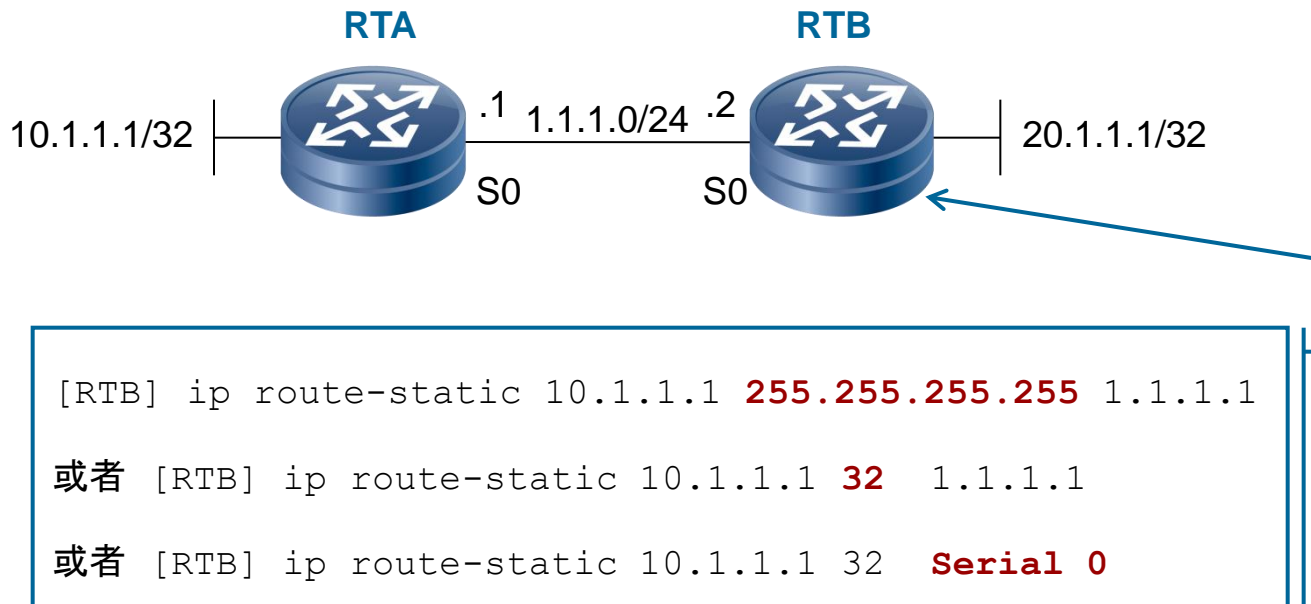 RTA RTB
10.1.1.1/32 .1 1.1.1.0/24 .2 20.1.1.1/32
S0 S0
[RTB] ip route-static 10.1.1.1 255.255.255.255 1.1.1.1
或者 [RTB] ip route-static 10.1.1.1 32 1.1.1.1
或者 [RTB] ip route-static 10.1.1.1 32 Serial 0